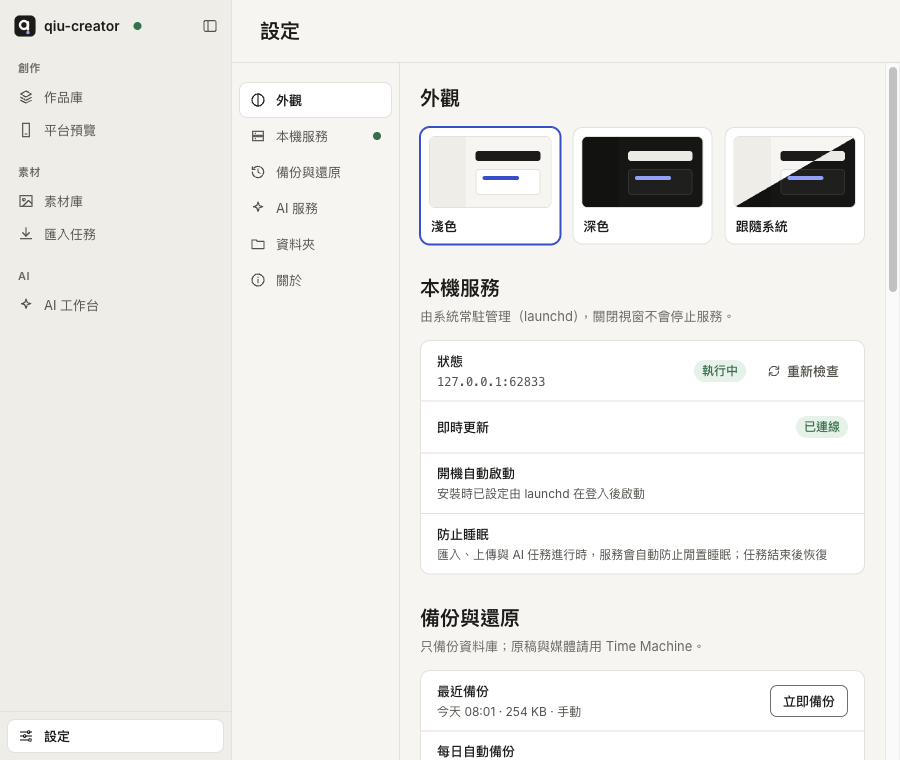 qiu-creator
創作
作品庫
平台預覽
素材
素材庫
匯入任務
AI
AI 工作台
設定
設定
外觀
本機服務
備份與還原
AI 服務
資料夾
關於
外觀
淺色
深色
跟隨系統
本機服務
由系統常駐管理（launchd），關閉視窗不會停止服務。
狀態
127.0.0.1:62833
執行中
重新檢查
即時更新
已連線
開機自動啟動
安裝時已設定由 launchd 在登入後啟動
防止睡眠
匯入、上傳與 AI 任務進行時，服務會自動防止閒置睡眠；任務結束後恢復
備份與還原
只備份資料庫；原稿與媒體請用 Time Machine。
最近備份
今天 08:01 · 254 KB · 手動
立即備份
每日自動備份